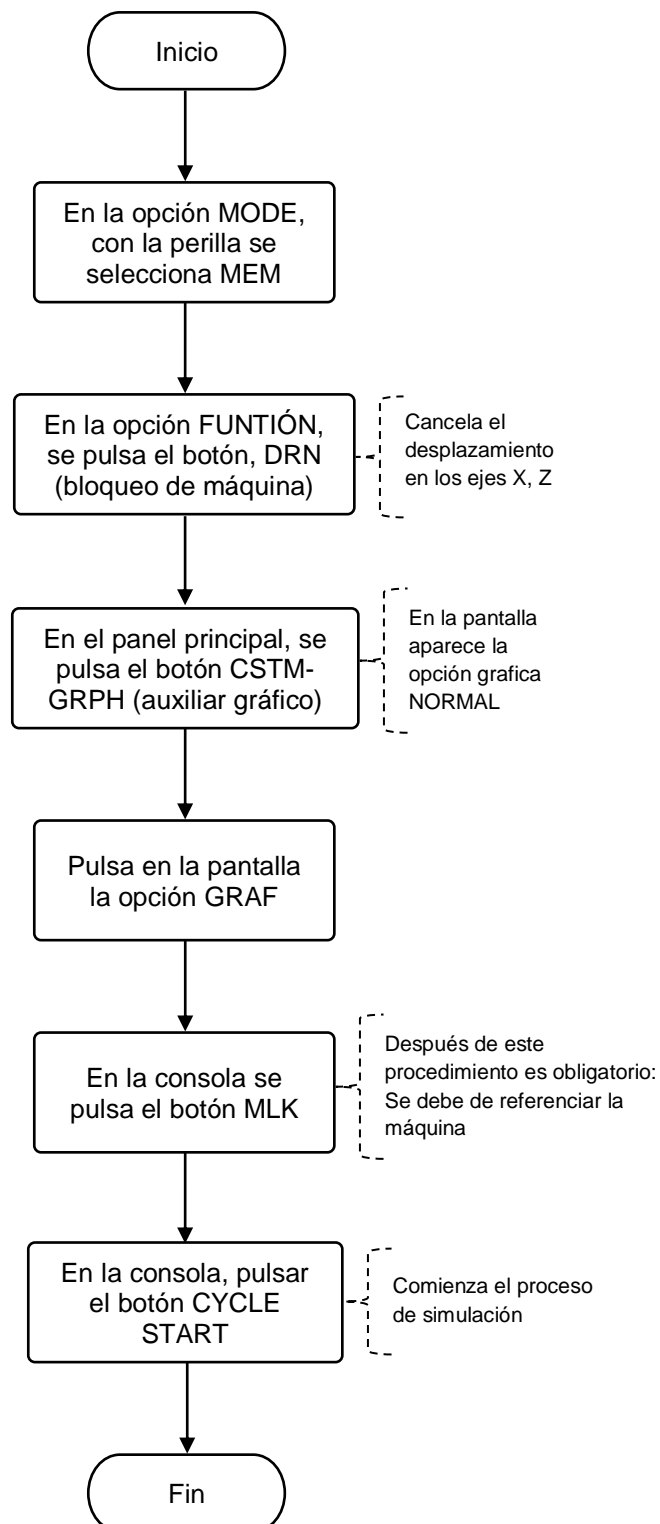 Inicio
En la opción MODE,
con la perilla se
selecciona MEM
En la opción FUNTIÓN,
se pulsa el botón, DRN
(bloqueo de máquina)
Cancela el
desplazamiento
en los ejes X, Z
En el panel principal, se
pulsa el botón CSTM-
GRPH (auxiliar gráfico)
En la pantalla
aparece la
opción grafica
NORMAL
Pulsa en la pantalla
la opción GRAF
En la consola se
pulsa el botón MLK
Después de este
procedimiento es obligatorio:
Se debe de referenciar la
máquina
En la consola, pulsar
el botón CYCLE
START
Comienza el proceso
de simulación
Fin